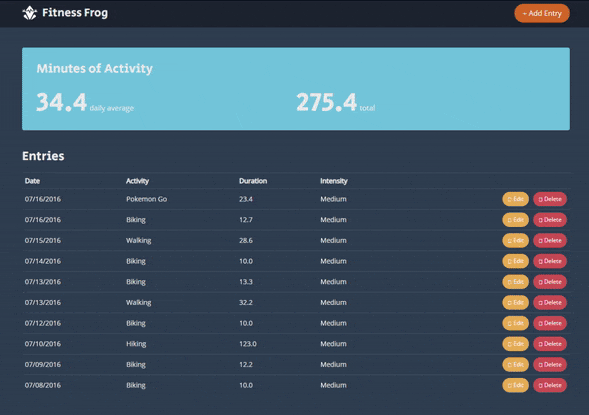 Fitness Frog
+ Add Entry
Minutes of Activity
34.4 daily average 275.4 total
Entries
Date Activity Duration Intensity
07/16/2016 Pokemon Go 23.4 Medium Edit Delete
07/16/2016 Biking 12.7 Medium Edit Delete
07/15/2016 Walking 28.6 Medium Edit Delete
07/14/2016 Biking 10.0 Medium Edit Delete
07/13/2016 Biking 13.3 Medium Edit Delete
07/13/2016 Walking 32.2 Medium Edit Delete
07/12/2016 Biking 10.0 Medium Edit Delete
07/10/2016 Hiking 123.0 Medium Edit Delete
07/09/2016 Biking 12.2 Medium Edit Delete
07/08/2016 Biking 10.0 Medium Edit Delete